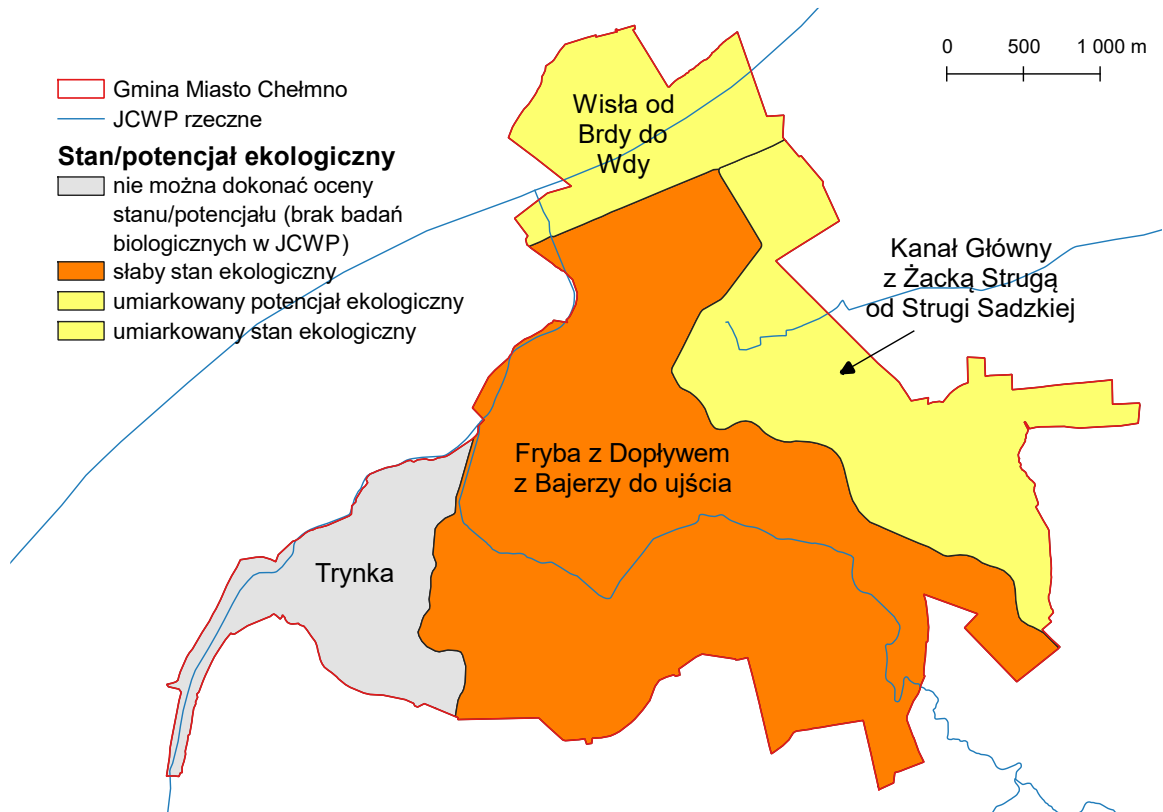 Gmina Miasto Chełmno
JCWP rzeczne
Stan/potencjał ekologiczny
nie można dokonać oceny
stanu/potencjału (brak badań
biologicznych w JCWP)
słaby stan ekologiczny
umiarkowany potencjał ekologiczny
umiarkowany stan ekologiczny
0 500 1 000 m
Wisła od
Brdy do
Wdy
Kanał Główny
z Żacką Strugą
od Strugi Sadzkiej
Fryba z Dopływem
z Bajerzy do ujścia
Trynka